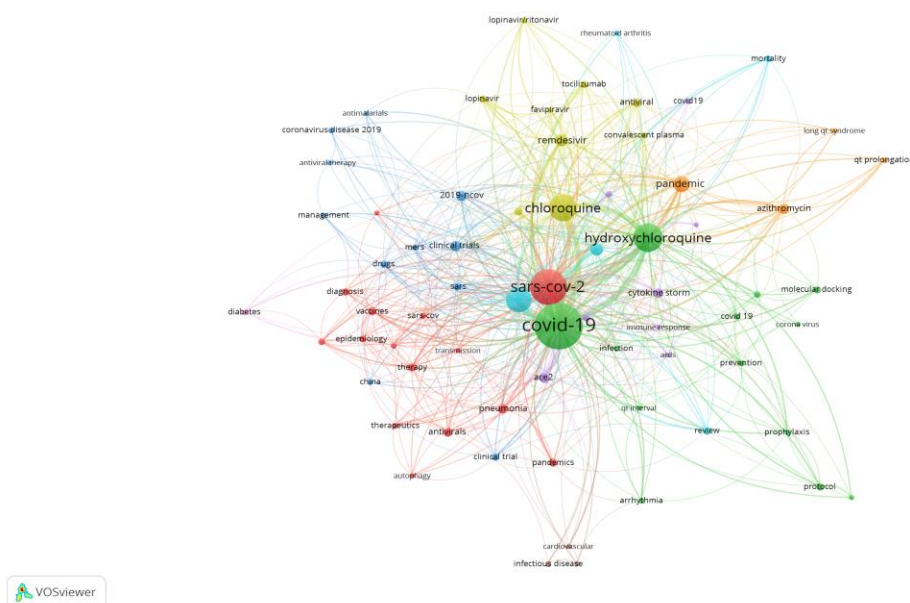 lopinavir/ritonavir
rheumatoid arthritis
mortality
tocilizumab
lopinavir
antiviral
covid19
favipiravir
antimalarials
coronavirus disease 2019
convalescent plasma
long qt syndrome
remdesivir
antiviral therapy
qt prolongation
pandemic
2019-ncov
chloroquine
azithromycin
management
hydroxychloroquine
mers
clinical trials
drugs
sars
sars-cov-2
cytokine storm
molecular docking
diagnosis
diabetes
vaccines
sars-cov
covid-19
immune response
covid 19
corona virus
epidemiology
transmission
infection
ards
therapy
prevention
china
ace2
pneumonia
qt interval
therapeutics
antivirals
review
prophylaxis
clinical trial
pandemics
autophagy
protocol
arrhythmia
cardiovascular
infectious disease
VOSviewer